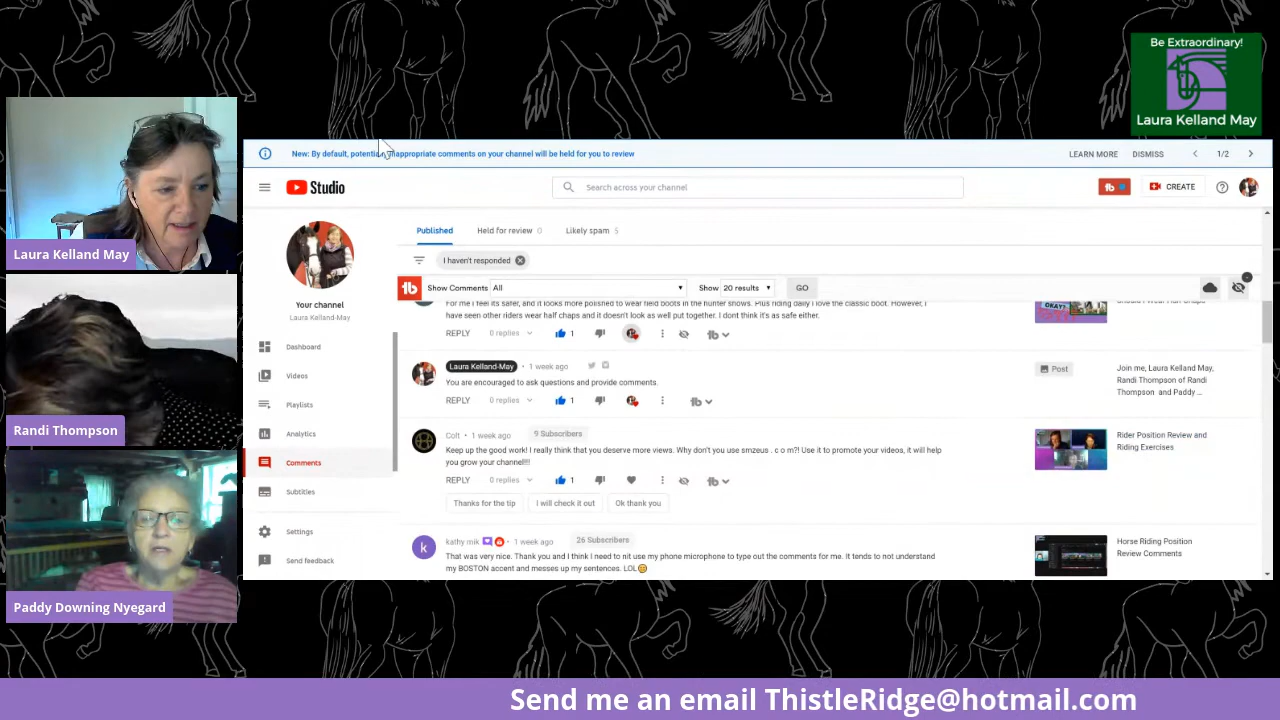 Be Extraordinary!
Laura Kelland May
New: By default, potentially inappropriate comments on your channel will be held for you to review
LEARN MORE
DISMISS
1/2
Studio
Search across your channel
CREATE
Your channel
Laura Kelland-May
Dashboard
Videos
Playlists
Analytics
Comments
Subtitles
Settings
Send feedback
Published
Held for review 0
Likely spam 5
I haven't responded
Show Comments All
Show 20 results
GO
For me I feel its safer, and it looks more polished to wear field boots in the hunter shows. Plus riding daily I love the classic boot. However, I
have seen other riders wear half chaps and it doesn't look as well put together. I dont think it's as safe either.
REPLY 0 replies 1
Laura Kelland-May • 1 week ago
You are encouraged to ask questions and provide comments.
REPLY 0 replies 1
Post
Join me, Laura Kelland May,
Randi Thompson of Randi
Thompson and Paddy ...
Colt • 1 week ago 9 Subscribers
Keep up the good work! I really think that you deserve more views. Why don't you use smzeus . c o m?! Use it to promote your videos, it will help
you grow your channel!!!
REPLY 0 replies 1
Thanks for the tip
I will check it out
Ok thank you
Rider Position Review and
Riding Exercises
k
kathy mik • 1 week ago 26 Subscribers
That was very nice. Thank you and I think I need to nit use my phone microphone to type out the comments for me. It tends to not understand
my BOSTON accent and messes up my sentences. LOL
Horse Riding Position
Review Comments
Laura Kelland May
Randi Thompson
Paddy Downing Nyegard
Send me an email ThistleRidge@hotmail.com